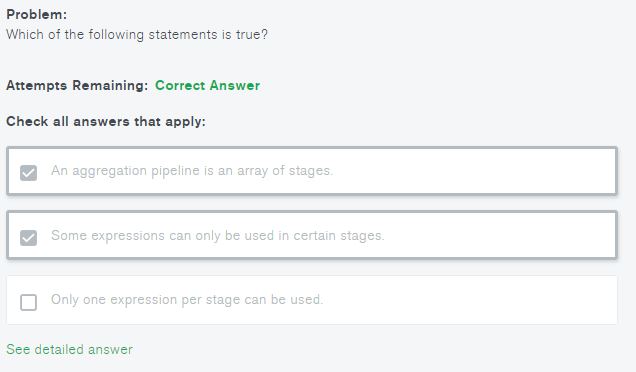 Problem:
Which of the following statements is true?
Attempts Remaining: Correct Answer
Check all answers that apply:
An aggregation pipeline is an array of stages.
Some expressions can only be used in certain stages.
Only one expression per stage can be used.
See detailed answer